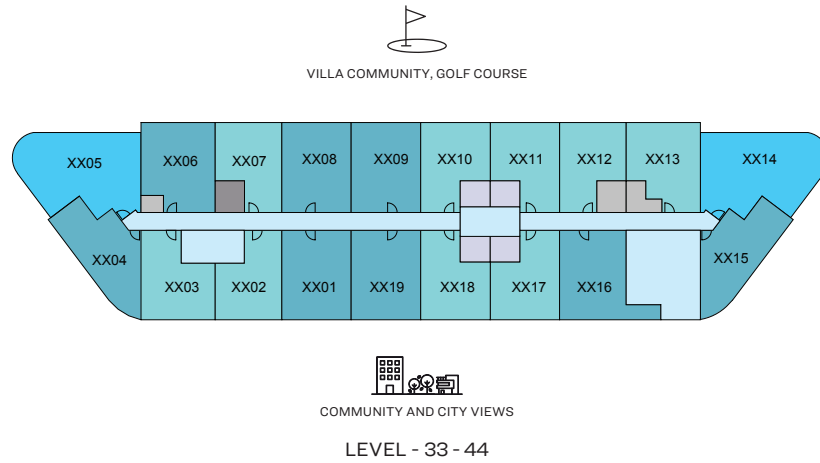 VILLA COMMUNITY, GOLF COURSE
XX05
XX06
XX07
XX08
XX09
XX10
XX11
XX12
XX13
XX14
XX04
XX03
XX02
XX01
XX19
XX18
XX17
XX16
XX15
COMMUNITY AND CITY VIEWS
LEVEL - 33 - 44